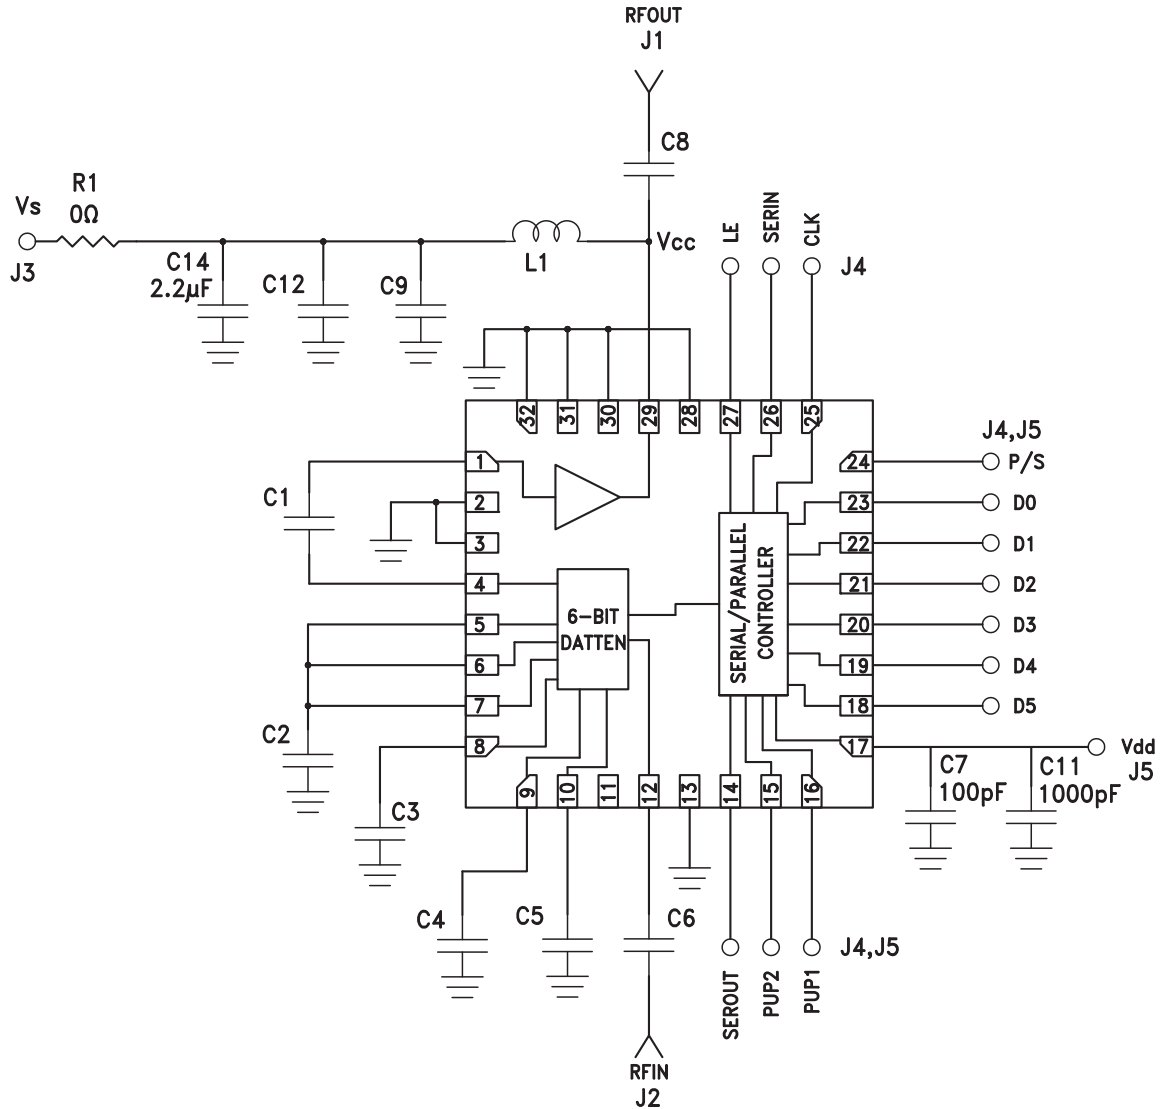 RFOUT
J1
C8
R1
0Ω
Vs
J3
C14
2.2µF
C12
C9
L1
Vcc
LE
SERIN
CLK
J4
32
31
30
29
28
27
26
25
J4,J5
1
24
P/S
C1
2
23
D0
3
22
D1
4
21
D2
6-BIT
DATTEN
SERIAL/PARALLEL
CONTROLLER
5
20
D3
6
19
D4
7
18
D5
C2
8
17
Vdd
J5
C7
100pF
C11
1000pF
9
10
11
12
13
14
15
16
C3
C4
C5
C6
J4,J5
SEROUT
PUP2
PUP1
RFIN
J2